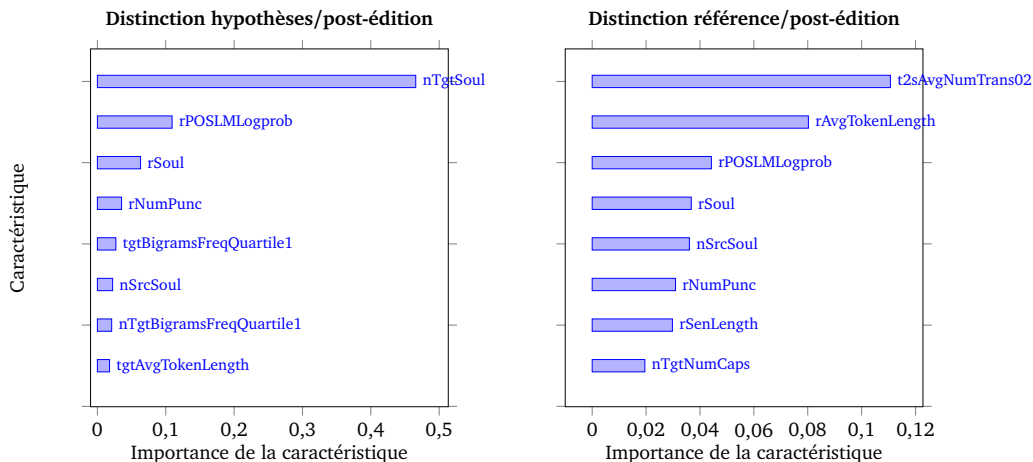 Distinction hypothèses/post-édition
Caractéristique
nTgtSoul
rPOSLMLogprob
rSoul
rNumPunc
tgtBigramsFreqQuartile1
nSrcSoul
nTgtBigramsFreqQuartile1
tgtAvgTokenLength
0 0,1 0,2 0,3 0,4 0,5
Importance de la caractéristique
Distinction référence/post-édition
t2sAvgNumTrans02
rAvgTokenLength
rPOSLMLogprob
rSoul
nSrcSoul
rNumPunc
rSenLength
nTgtNumCaps
0 0,02 0,04 0,06 0,08 0,1 0,12
Importance de la caractéristique